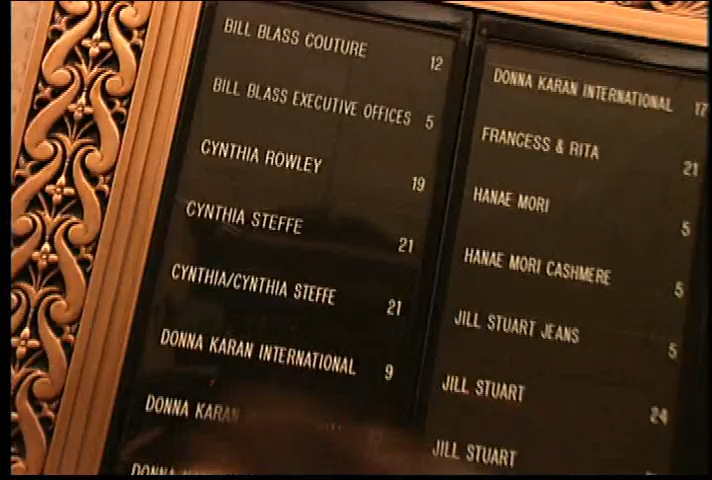 BILL BLASS COUTURE 12
BILL BLASS EXECUTIVE OFFICES 5
CYNTHIA ROWLEY 19
CYNTHIA STEFFE 21
CYNTHIA/CYNTHIA STEFFE 21
DONNA KARAN INTERNATIONAL 9
DONNA KARAN
DONNA
DONNA KARAN INTERNATIONAL 17
FRANCESS & RITA 21
HANAE MORI 5
HANAE MORI CASHMERE 5
JILL STUART JEANS 5
JILL STUART 24
JILL STUART